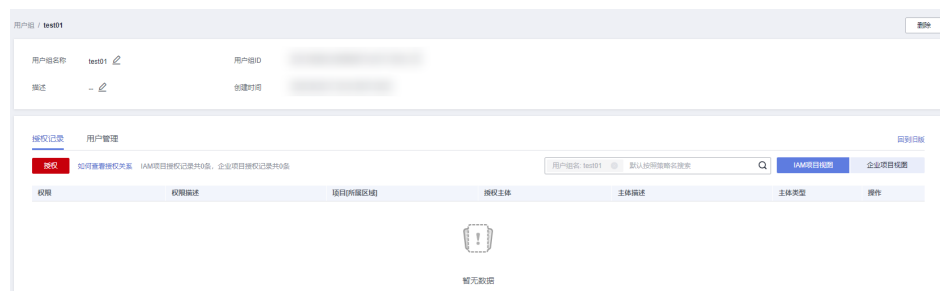 用户组 / test01
删除
用户组名称 test01 用户组ID
描述 -- 创建时间
授权记录 用户管理 回到旧版
授权 如何查看授权关系 IAM项目授权记录共0条，企业项目授权记录共0条 用户组名: test01 默认按照策略名搜索 IAM项目视图 企业项目视图
权限 权限描述 项目[所属区域] 授权主体 主体描述 主体类型 操作
暂无数据